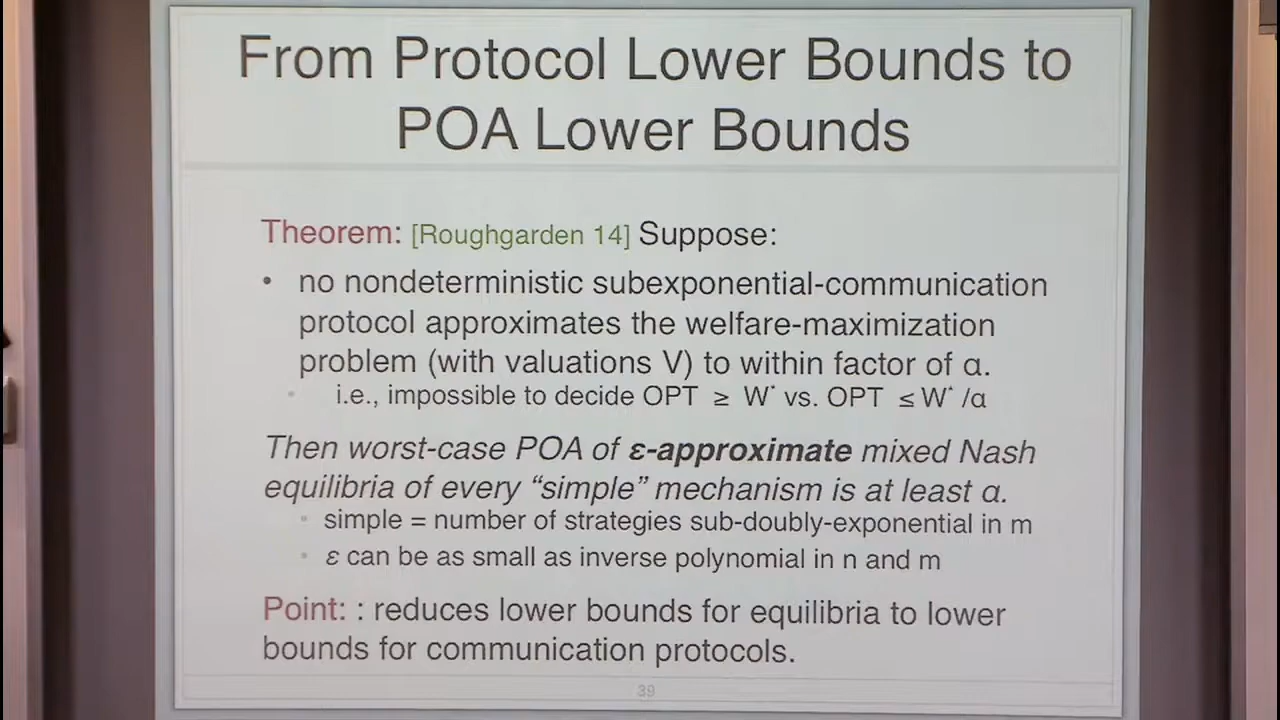 From Protocol Lower Bounds to
POA Lower Bounds
Theorem: [Roughgarden 14] Suppose:
• no nondeterministic subexponential-communication
protocol approximates the welfare-maximization
problem (with valuations V) to within factor of α.
• i.e., impossible to decide OPT ≥ W* vs. OPT ≤ W*/α
Then worst-case POA of ε-approximate mixed Nash
equilibria of every “simple” mechanism is at least α.
• simple = number of strategies sub-doubly-exponential in m
• ε can be as small as inverse polynomial in n and m
Point: : reduces lower bounds for equilibria to lower
bounds for communication protocols.
39